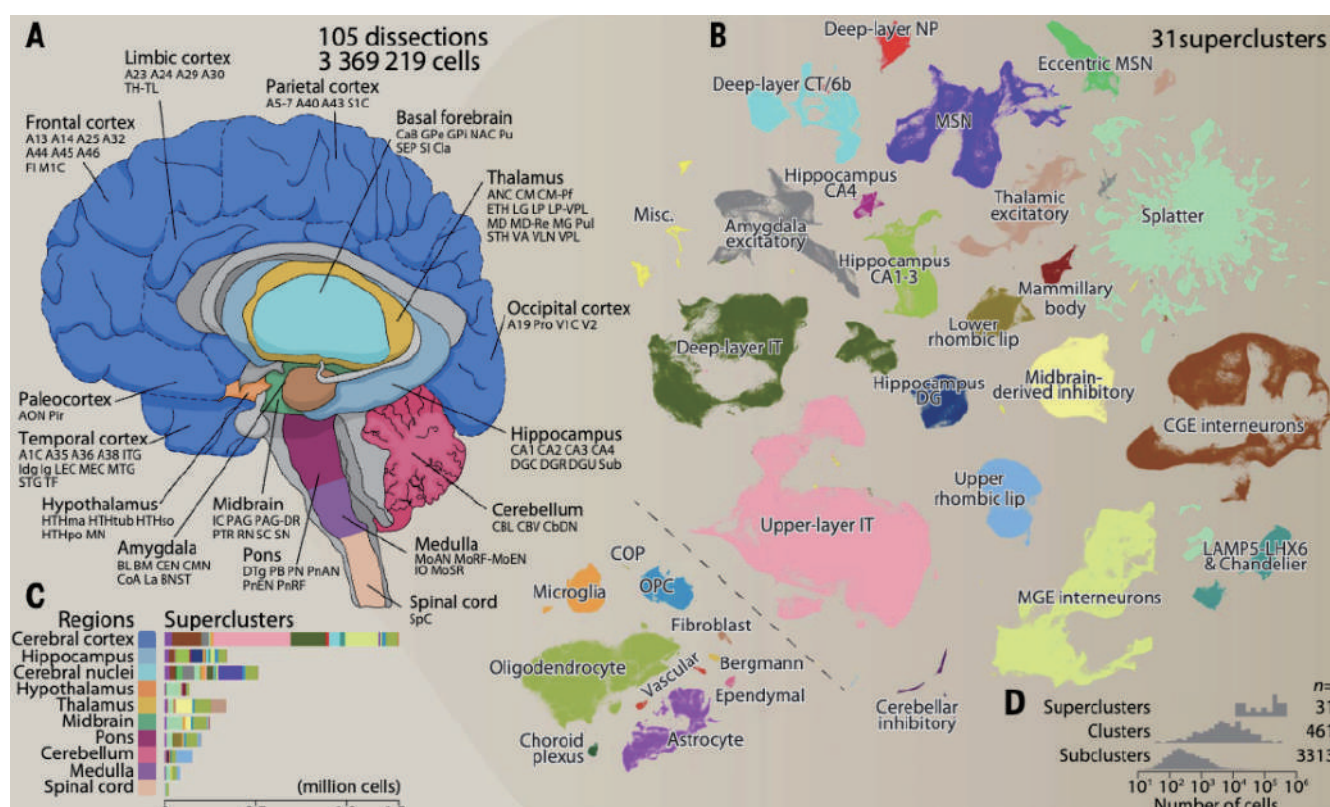 A
105 dissections
3 369 219 cells
Limbic cortex
A23 A24 A29 A30
TH-TL
Parietal cortex
A5-7 A40 A43 S1C
Frontal cortex
A13 A14 A25 A32
A44 A45 A46
FI M1C
Basal forebrain
CaB GPe GPi NAC Pu
SEP SI Cla
Thalamus
ANC CM CM-Pf
ETH LG LP LP-VPL
MD MD-Re MG Pul
STH VA VLN VPL
Occipital cortex
A19 Pro V1C V2
Paleocortex
AON Pir
Temporal cortex
A1C A35 A36 A38 ITG
Idg Ig LEC MEC MTG
STG TF
Hypothalamus
HTHma HTHtub HTHso
HTHpo MN
Amygdala
BL BM CEN CMN
CoA La BNST
Midbrain
IC PAG PAG-DR
PTR RN SC SN
Pons
DTg PB PN PnAN
PnEN PnRF
Hippocampus
CA1 CA2 CA3 CA4
DGC DGR DGU Sub
Cerebellum
CBL CBV CbDN
Medulla
MoAN MoRF-MoEN
IO MoSR
Spinal cord
SpC
B
31superclusters
Deep-layer NP
Eccentric MSN
Deep-layer CT/6b
MSN
Hippocampus
CA4
Thalamic
excitatory
Splatter
Misc.
Amygdala
excitatory
Hippocampus
CA1-3
Mammillary
body
Lower
rhombic lip
Deep-layer IT
Hippocampus
DG
Midbrain-
derived inhibitory
CGE interneurons
Upper
rhombic lip
Upper-layer IT
LAMP5-LHX6
& Chandelier
MGE interneurons
COP
Microglia
OPC
Fibroblast
Oligodendrocyte
Vascular
Bergmann
Ependymal
Cerebellar
inhibitory
Choroid
plexus
Astrocyte
C
Regions
Superclusters
Cerebral cortex
Hippocampus
Cerebral nuclei
Hypothalamus
Thalamus
Midbrain
Pons
Cerebellum
Medulla
Spinal cord
(million cells)
D
n=
Superclusters 31
Clusters 461
Subclusters 3313
10¹ 10² 10³ 10⁴ 10⁵ 10⁶
Number of cells